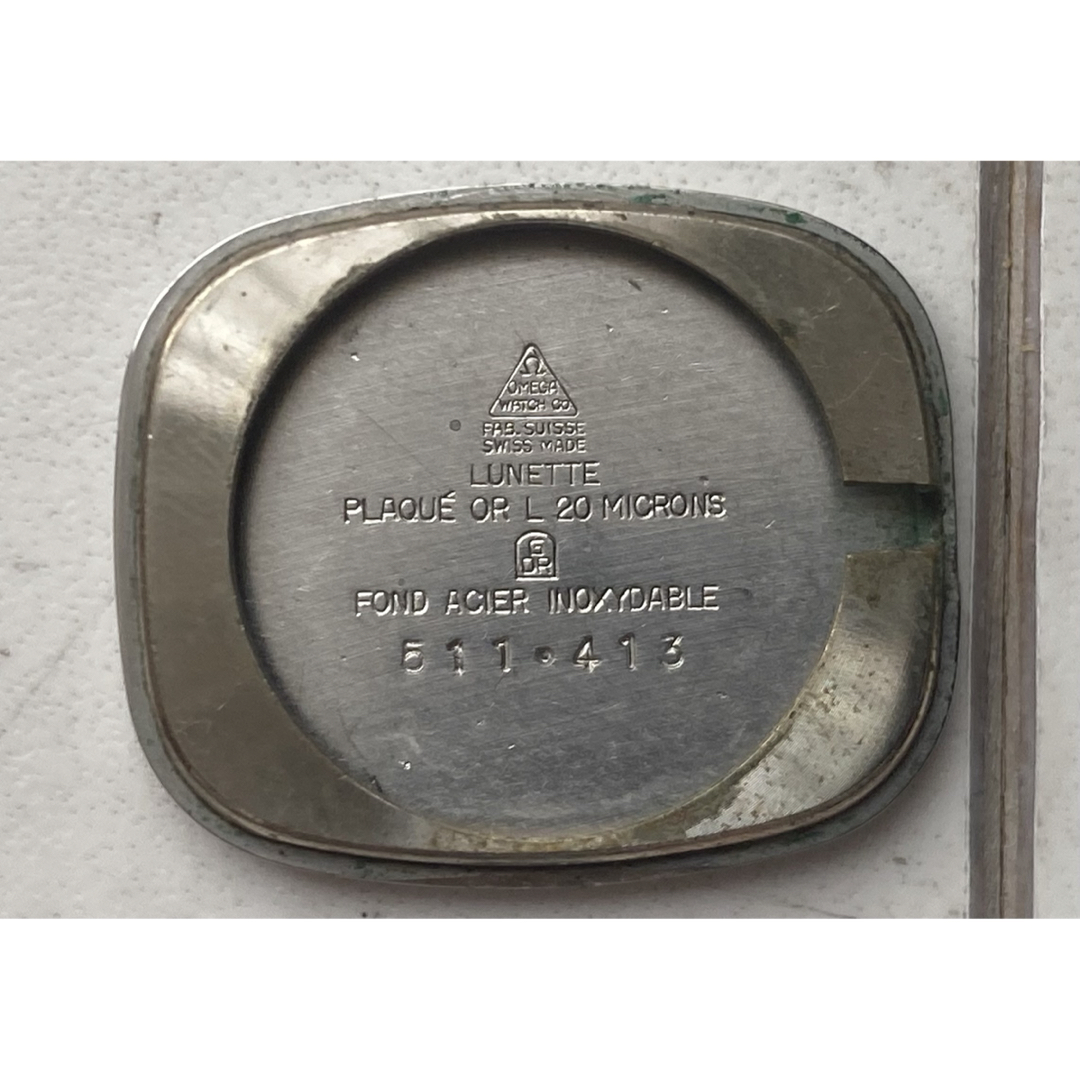 Ω
OMEGA
WATCH CO
FAB. SUISSE
SWISS MADE
LUNETTE
PLAQUÉ OR L 20 MICRONS
G
DR
FOND ACIER INOXYDABLE
511•413